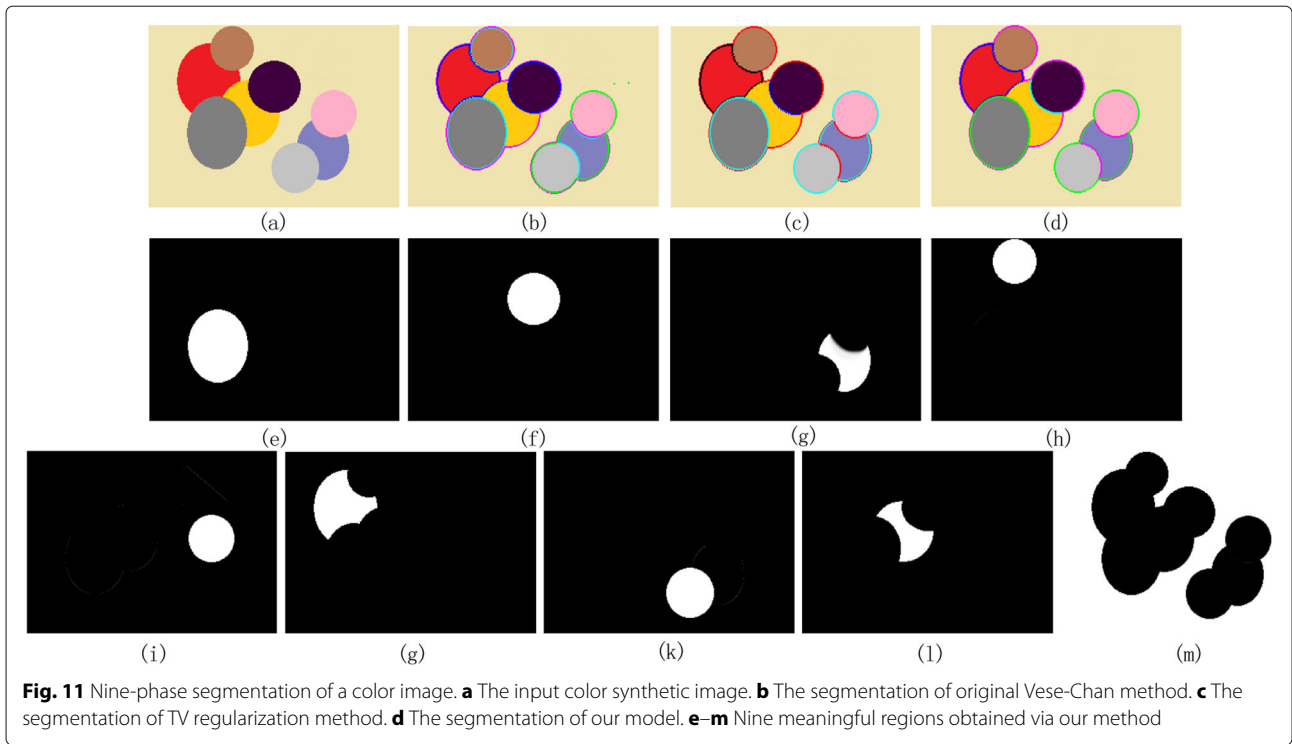 (a) (b) (c) (d)
(e) (f) (g) (h)
(i) (g) (k) (l) (m)
Fig. 11 Nine-phase segmentation of a color image. a The input color synthetic image. b The segmentation of original Vese-Chan method. c The
segmentation of TV regularization method. d The segmentation of our model. e–m Nine meaningful regions obtained via our method